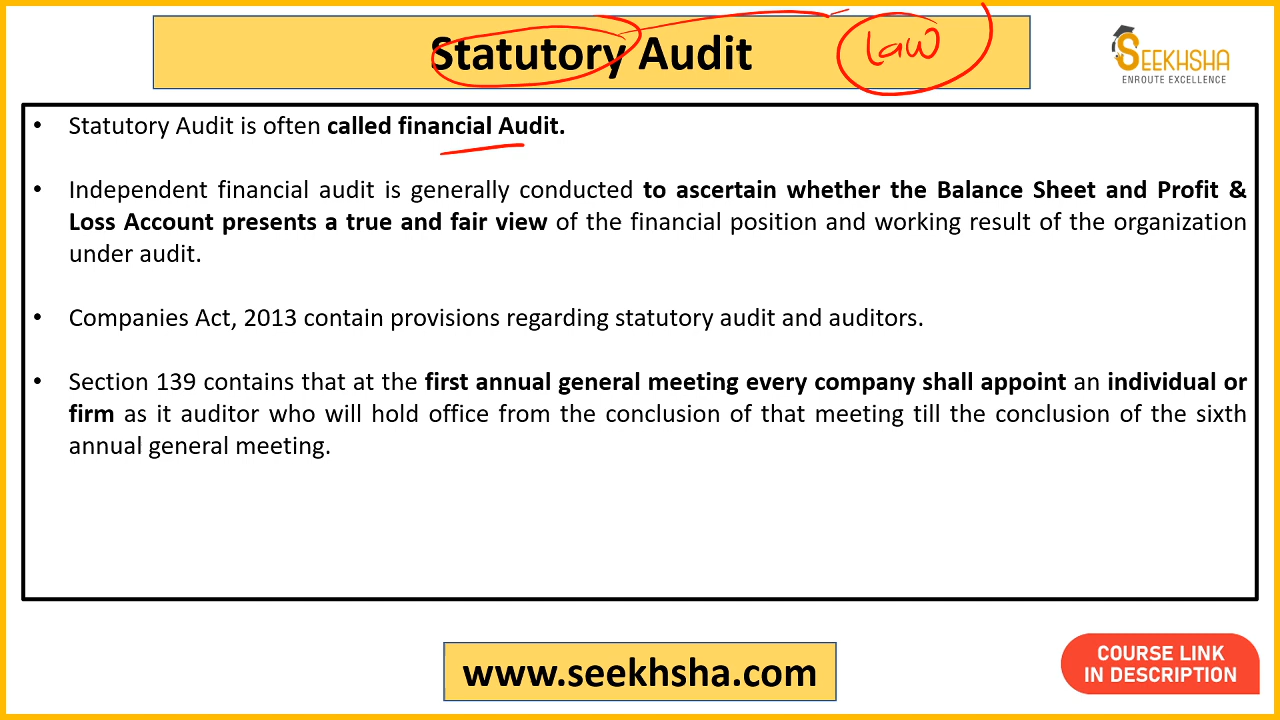 Statutory Audit
law
SEEKHSHA
ENROUTE EXCELLENCE
• Statutory Audit is often called financial Audit.
• Independent financial audit is generally conducted to ascertain whether the Balance Sheet and Profit &
Loss Account presents a true and fair view of the financial position and working result of the organization
under audit.
• Companies Act, 2013 contain provisions regarding statutory audit and auditors.
• Section 139 contains that at the first annual general meeting every company shall appoint an individual or
firm as it auditor who will hold office from the conclusion of that meeting till the conclusion of the sixth
annual general meeting.
www.seekhsha.com
COURSE LINK
IN DESCRIPTION